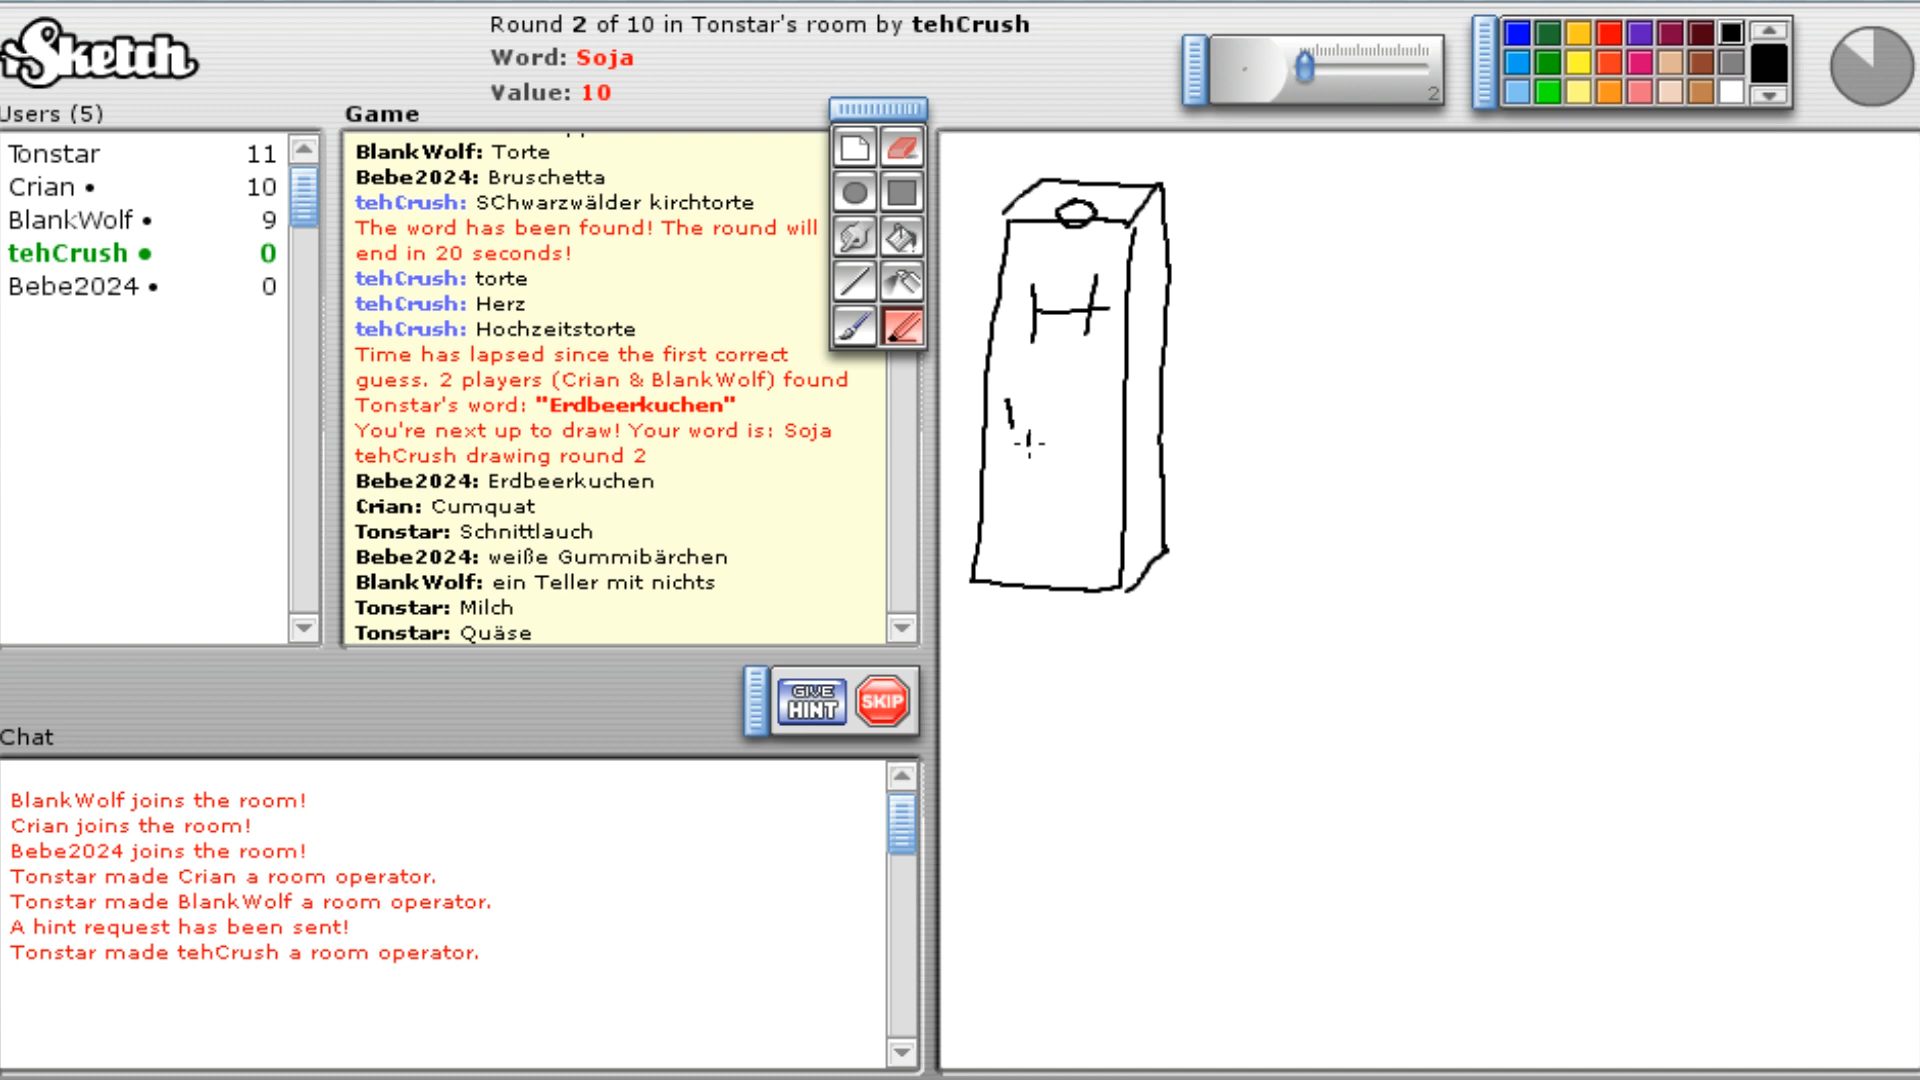 iSketch
Round 2 of 10 in Tonstar's room by tehCrush
Word: Soja
Value: 10
2
Users (5)
Tonstar 11
Crian • 10
BlankWolf • 9
tehCrush • 0
Bebe2024 • 0
Game
BlankWolf: Torte
Bebe2024: Bruschetta
tehCrush: SChwarzwälder kirchtorte
The word has been found! The round will
end in 20 seconds!
tehCrush: torte
tehCrush: Herz
tehCrush: Hochzeitstorte
Time has lapsed since the first correct
guess. 2 players (Crian & BlankWolf) found
Tonstar's word: "Erdbeerkuchen"
You're next up to draw! Your word is: Soja
tehCrush drawing round 2
Bebe2024: Erdbeerkuchen
Crian: Cumquat
Tonstar: Schnittlauch
Bebe2024: weiße Gummibärchen
BlankWolf: ein Teller mit nichts
Tonstar: Milch
Tonstar: Quäse
H
GIVE
HINT
SKIP
Chat
BlankWolf joins the room!
Crian joins the room!
Bebe2024 joins the room!
Tonstar made Crian a room operator.
Tonstar made BlankWolf a room operator.
A hint request has been sent!
Tonstar made tehCrush a room operator.